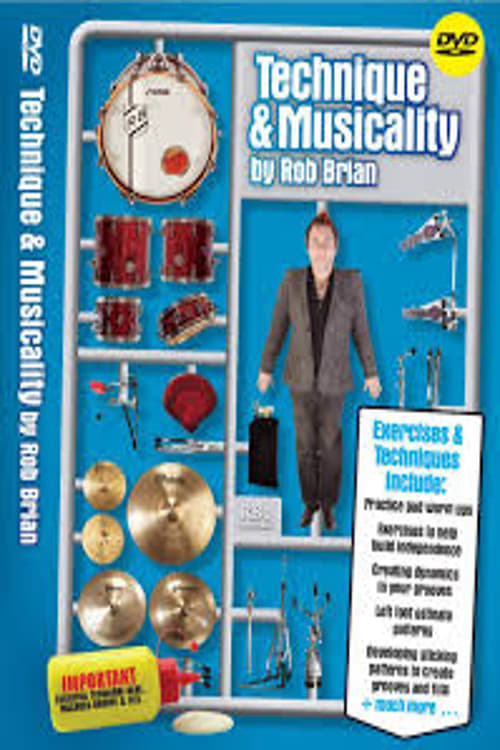 DVD
Technique & Musicality by Rob Brian
DVD
Technique
& Musicality
by Rob Brian
Exercises &
Techniques
Include:
Practice pad warm ups
Exercises to help
build independence
Creating dynamics
in your grooves
Left foot ostinato
patterns
Developing sticking
patterns to create
grooves and fills
+ much more ...
IMPORTANT